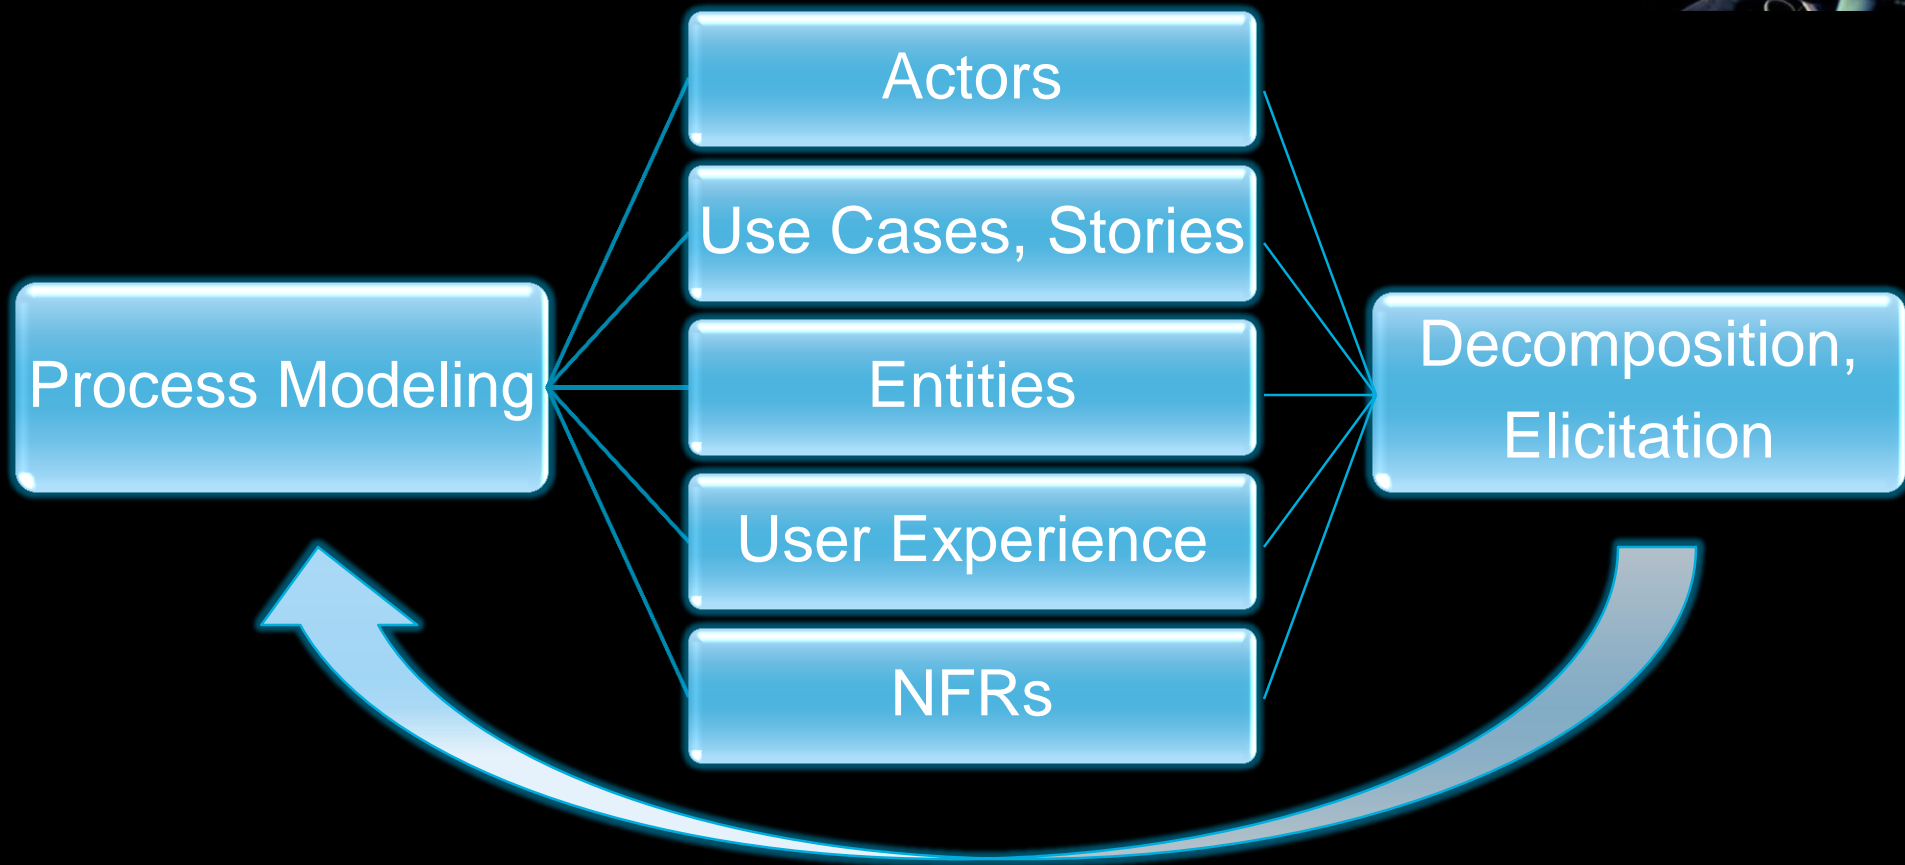 Actors
Use Cases, Stories
Process Modeling
Entities
Decomposition,
Elicitation
User Experience
NFRs